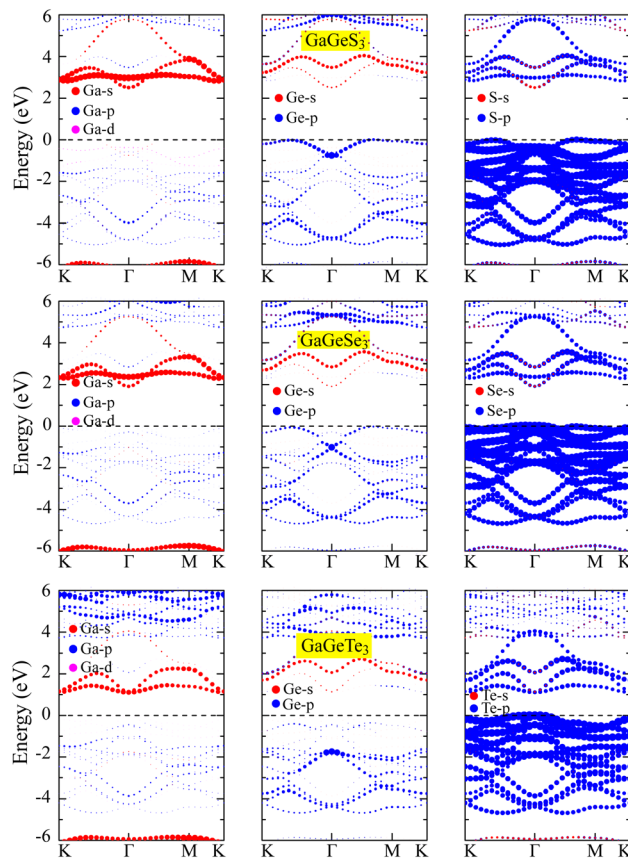 GaGeS₃
Energy (eV)
6
4
2
0
-2
-4
-6
Ga-s
Ga-p
Ga-d
K Γ M K
Ge-s
Ge-p
K Γ M K
S-s
S-p
K Γ M K
GaGeSe₃
Energy (eV)
6
4
2
0
-2
-4
-6
Ga-s
Ga-p
Ga-d
K Γ M K
Ge-s
Ge-p
K Γ M K
Se-s
Se-p
K Γ M K
GaGeTe₃
Energy (eV)
6
4
2
0
-2
-4
-6
Ga-s
Ga-p
Ga-d
K Γ M K
Ge-s
Ge-p
K Γ M K
Te-s
Te-p
K Γ M K